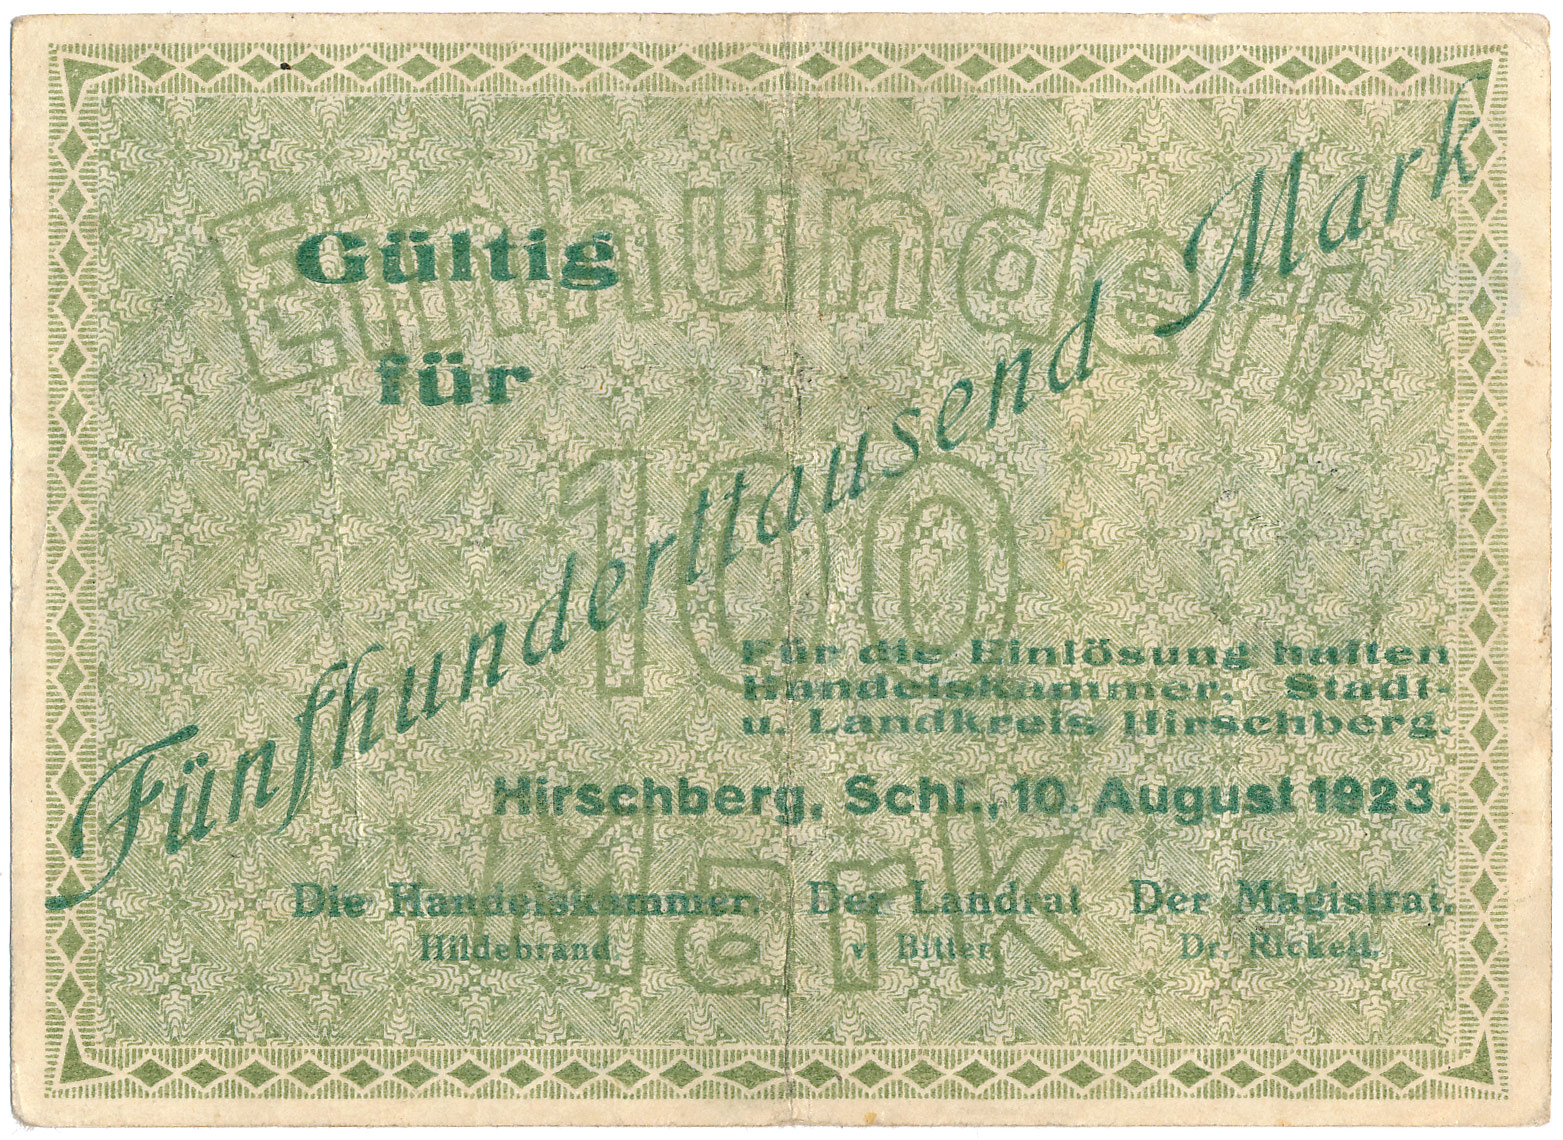 Einhundert
Gültig
für
Fünfhunderttausend Mark
100
Für die Einlösung haften
Handelskammer, Stadt-
u. Landkreis Hirschberg.
Hirschberg, Schl., 10. August 1923.
Mark
Die Handelskammer. Der Landrat Der Magistrat.
Hildebrand v. Bitter. Dr. Rickelt.